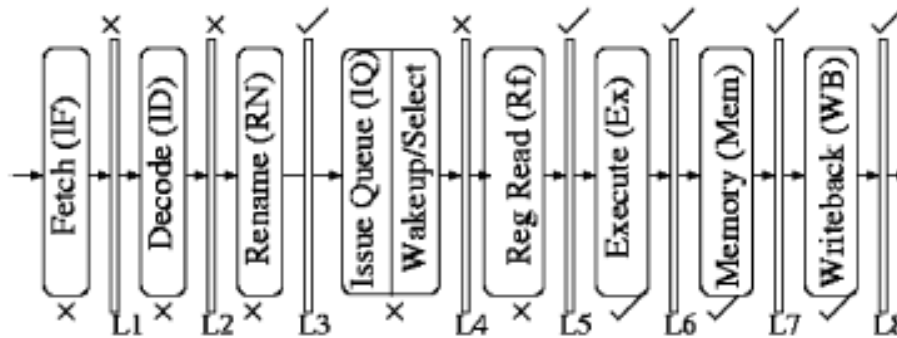 Fetch (IF)
Decode (ID)
Rename (RN)
Issue Queue (IQ)
Wakeup/Select
Reg Read (Rf)
Execute (Ex)
Memory (Mem)
Writeback (WB)
L1
L2
L3
L4
L5
L6
L7
L8